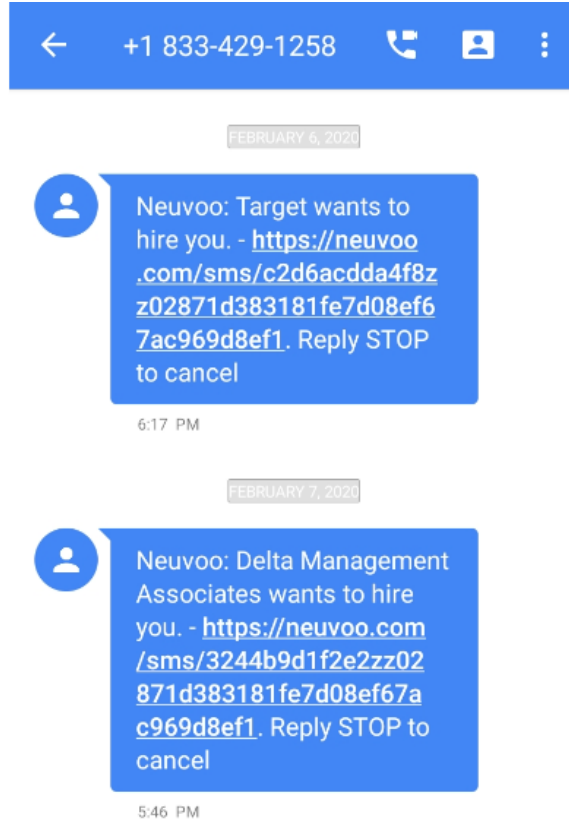 +1 833-429-1258
FEBRUARY 6, 2020
Neuvoo: Target wants to
hire you. - https://neuvoo
.com/sms/c2d6acdda4f8z
z02871d383181fe7d08ef6
7ac969d8ef1. Reply STOP
to cancel
6:17 PM
FEBRUARY 7, 2020
Neuvoo: Delta Management
Associates wants to hire
you. - https://neuvoo.com
/sms/3244b9d1f2e2zz02
871d383181fe7d08ef67a
c969d8ef1. Reply STOP to
cancel
5:46 PM